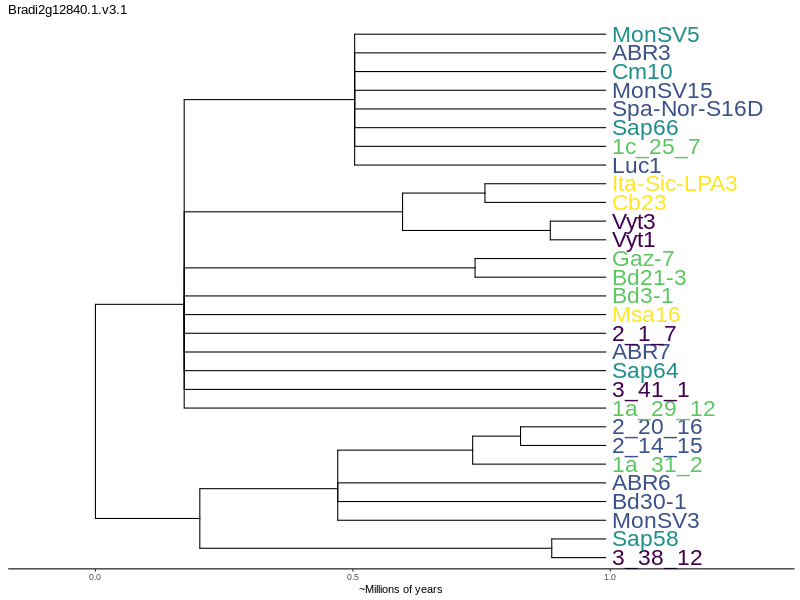 Bradi2g12840.1.v3.1
MonSV5
ABR3
Cm10
MonSV15
Spa-Nor-S16D
Sap66
1c_25_7
Luc1
Ita-Sic-LPA3
Cb23
Vyt3
Vyt1
Gaz-7
Bd21-3
Bd3-1
Msa16
2_1_7
ABR7
Sap64
3_41_1
1a_29_12
2_20_16
2_14_15
1a_31_2
ABR6
Bd30-1
MonSV3
Sap58
3_38_12
0.0 0.5 1.0
~Millions of years